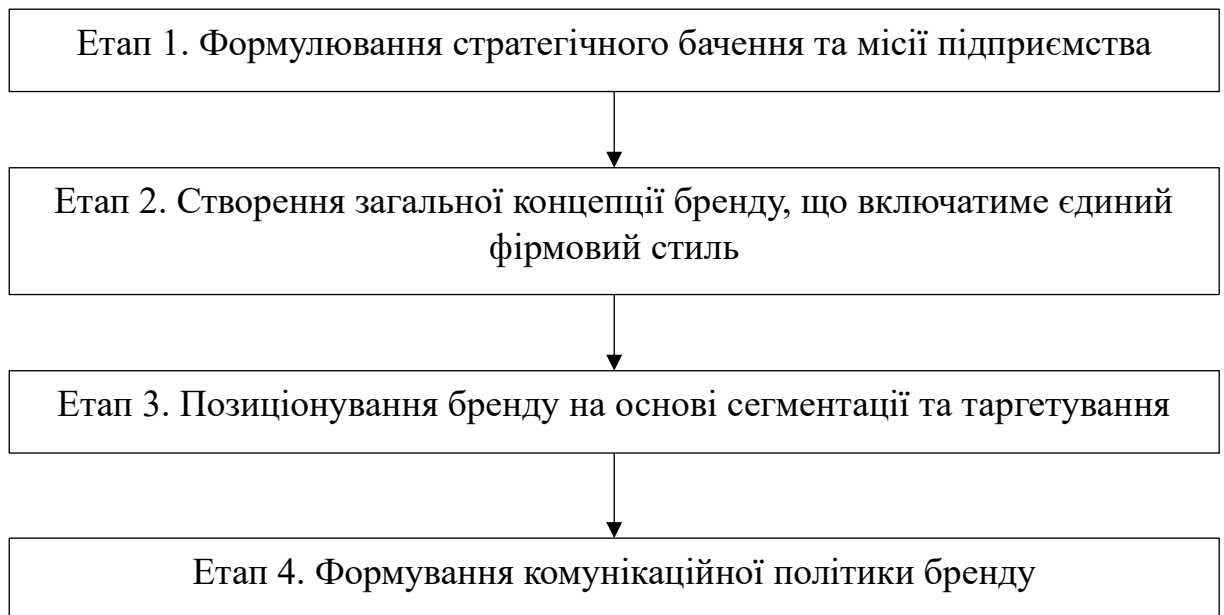 Етап 1. Формулювання стратегічного бачення та місії підприємства
Етап 2. Створення загальної концепції бренду, що включатиме єдиний
фірмовий стиль
Етап 3. Позиціонування бренду на основі сегментації та таргетування
Етап 4. Формування комунікаційної політики бренду